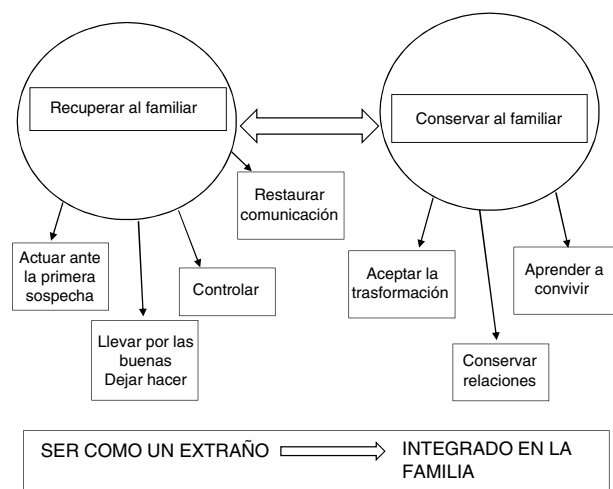 Recuperar al familiar
Conservar al familiar
Restaurar
comunicación
Actuar ante
la primera
sospecha
Controlar
Llevar por las
buenas
Dejar hacer
Aceptar la
trasformación
Aprender a
convivir
Conservar
relaciones
SER COMO UN EXTRAÑO
INTEGRADO EN LA
FAMILIA